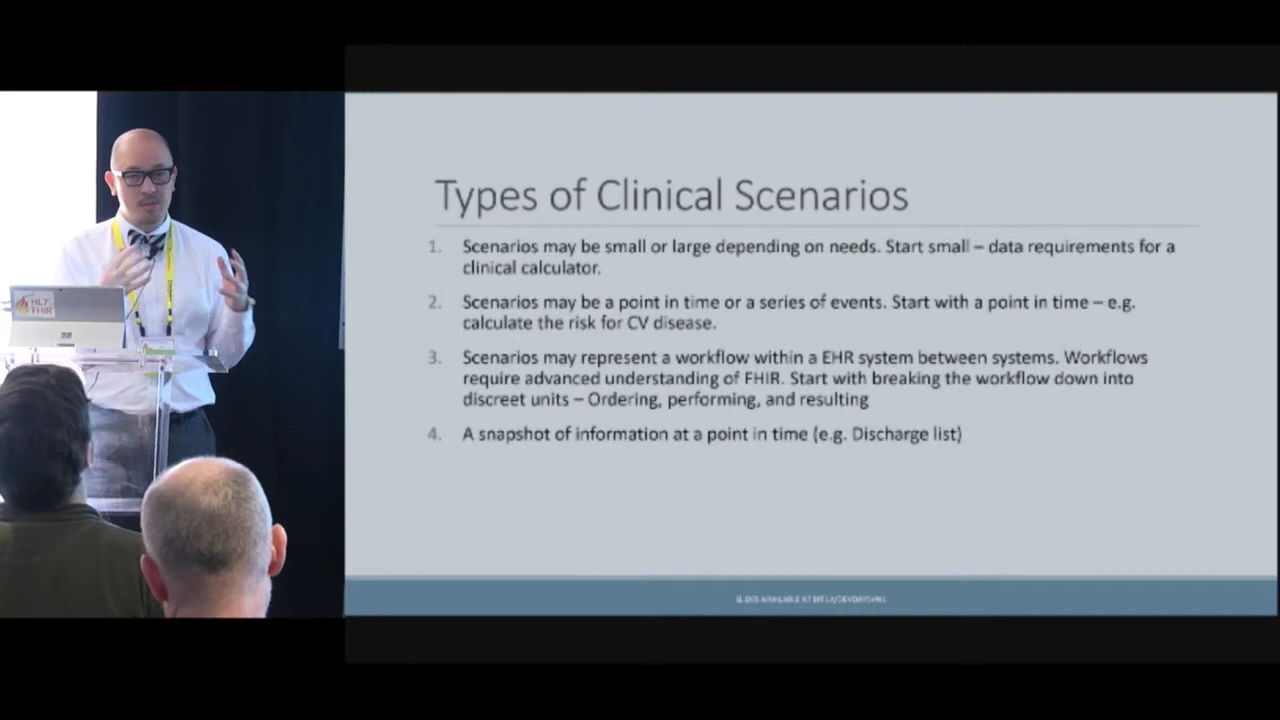 Types of Clinical Scenarios
1. Scenarios may be small or large depending on needs. Start small – data requirements for a
clinical calculator.
2. Scenarios may be a point in time or a series of events. Start with a point in time – e.g.
calculate the risk for CV disease.
3. Scenarios may represent a workflow within a EHR system between systems. Workflows
require advanced understanding of FHIR. Start with breaking the workflow down into
discreet units – Ordering, performing, and resulting
4. A snapshot of information at a point in time (e.g. Discharge list)
SLIDES AVAILABLE AT
HL7
FHIR